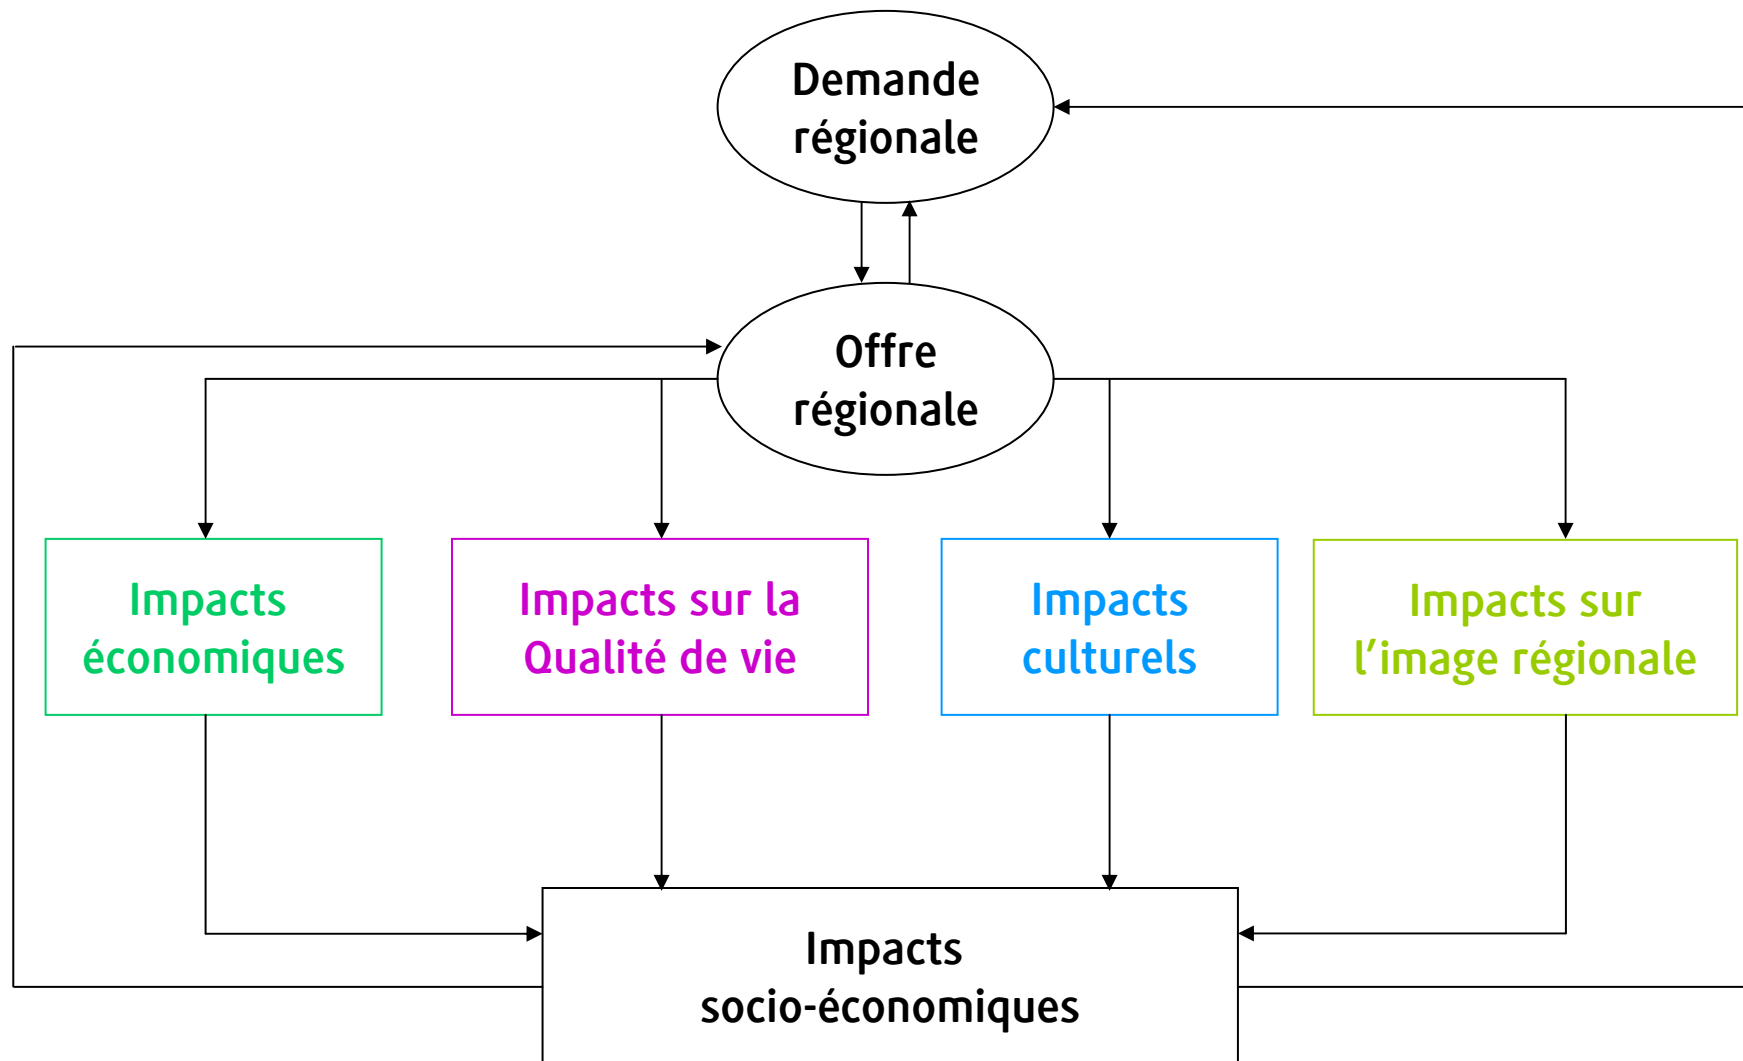 Demande
régionale
Offre
régionale
Impacts
économiques
Impacts sur la
Qualité de vie
Impacts
culturels
Impacts sur
l’image régionale
Impacts
socio-économiques